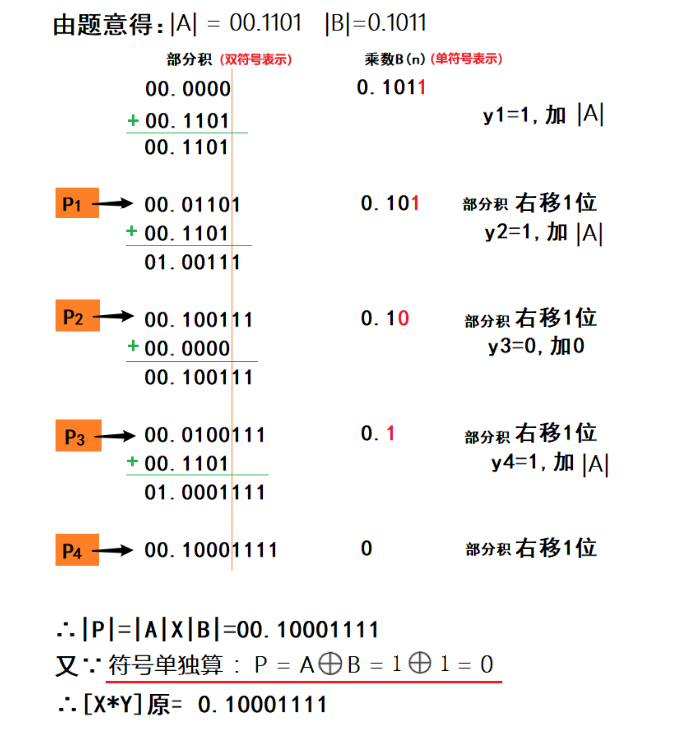 由题意得:|A| = 00.1101 |B|=0.1011
部分积 (双符号表示) 乘数B(n) (单符号表示)
00.0000 0.1011
+ 00.1101 y1=1,加 |A|
00.1101
P1 00.01101 0.101 部分积 右移1位
+ 00.1101 y2=1,加 |A|
01.00111
P2 00.100111 0.10 部分积 右移1位
+ 00.0000 y3=0,加0
00.100111
P3 00.0100111 0.1 部分积 右移1位
+ 00.1101 y4=1,加 |A|
01.0001111
P4 00.10001111 0 部分积 右移1位
∴|P|=|A|X|B|=00.10001111
又∵符号单独算 : P = A⊕B = 1⊕1 = 0
∴[X*Y]原= 0.10001111